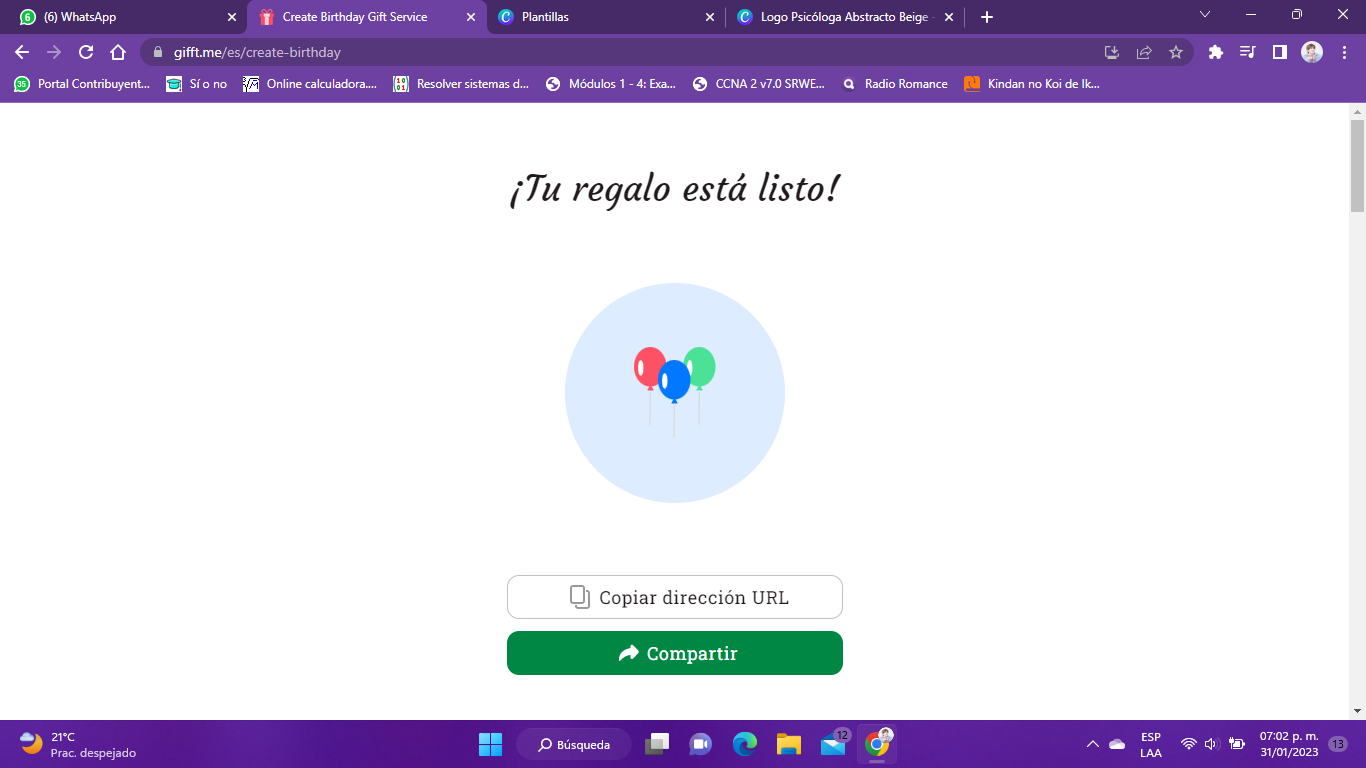 (6) WhatsApp
Create Birthday Gift Service
Plantillas
Logo Psicóloga Abstracto Beige -
gifft.me/es/create-birthday
Portal Contribuyent...
Sí o no
Online calculadora....
Resolver sistemas d...
Módulos 1 - 4: Exa...
CCNA 2 v7.0 SRWE...
Radio Romance
Kindan no Koi de Ik...
¡Tu regalo está listo!
Copiar dirección URL
Compartir
21°C
Prac. despejado
Búsqueda
12
ESP
LAA
07:02 p. m.
31/01/2023
13